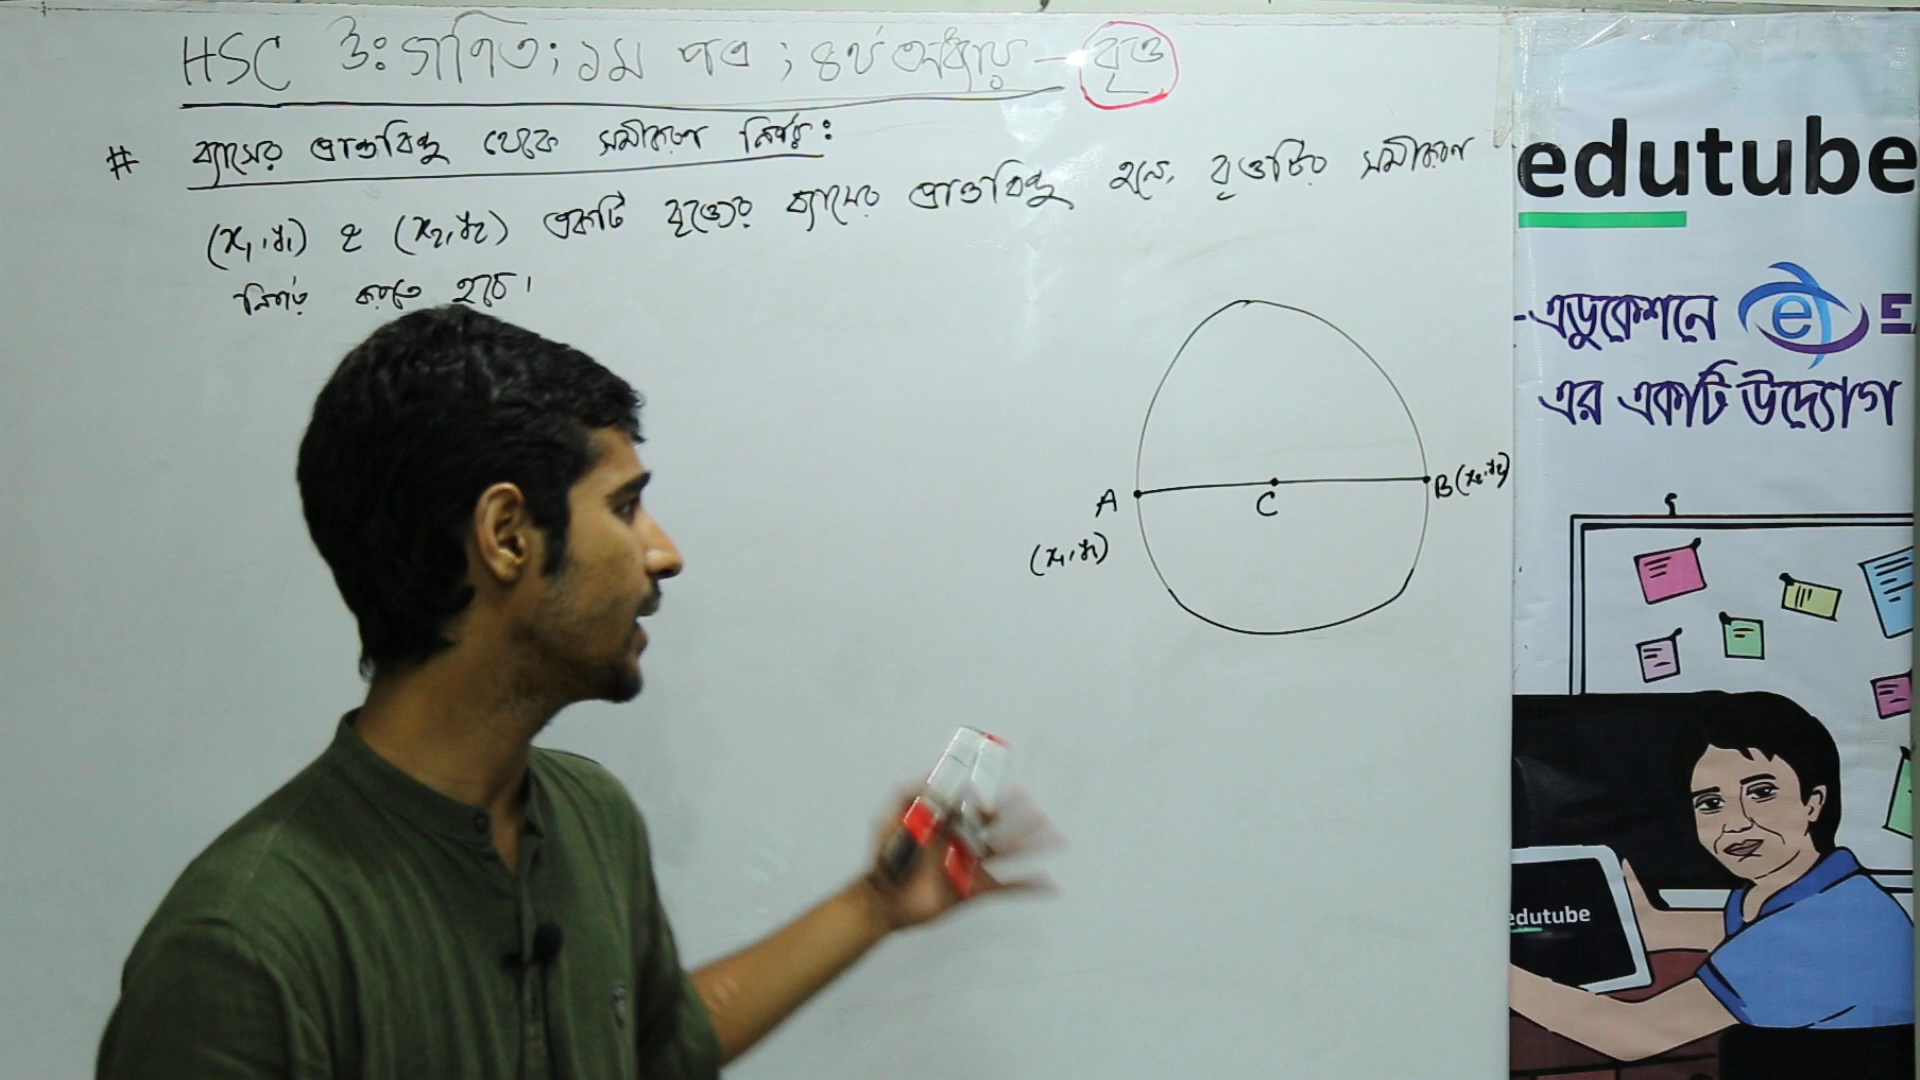 HSC উঃ গণিত; ১ম পত্র; ৪র্থ অধ্যায় - বৃত্ত
# ব্যাসের প্রান্তবিন্দু থেকে সমীকরণ নির্ণয়:
(x₁, y₁) ও (x₂, y₂) একটি বৃত্তের ব্যাসের প্রান্তবিন্দু হলে, বৃত্তটির সমীকরণ
নির্ণয় করতে হবে।
A
C
B(x₂, y₂)
(x₁, y₁)
edutube
-এডুকেশনে
e
এর একটি উদ্যোগ
edutube